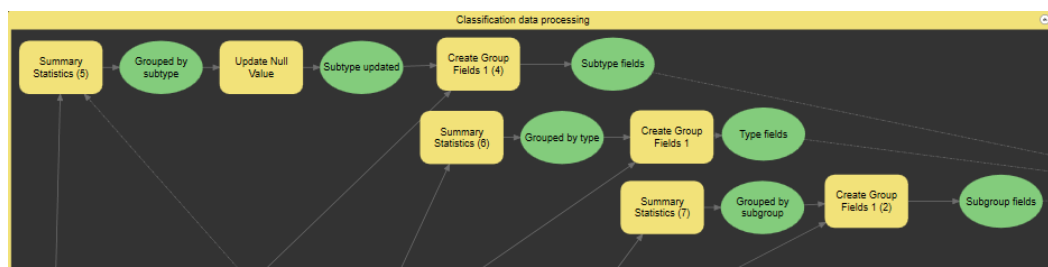 Classification data processing
Summary
Statistics (5)
Grouped by
subtype
Update Null
Value
Subtype updated
Create Group
Fields 1 (4)
Subtype fields
Summary
Statistics (6)
Grouped by type
Create Group
Fields 1
Type fields
Summary
Statistics (7)
Grouped by
subgroup
Create Group
Fields 1 (2)
Subgroup fields